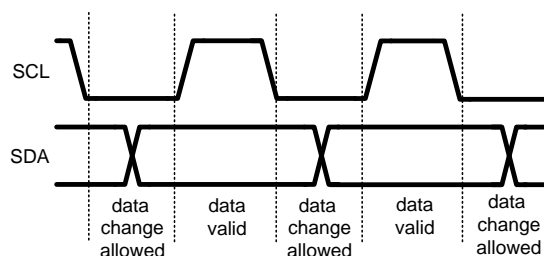 SCL
SDA
data
change
allowed
data
valid
data
change
allowed
data
valid
data
change
allowed